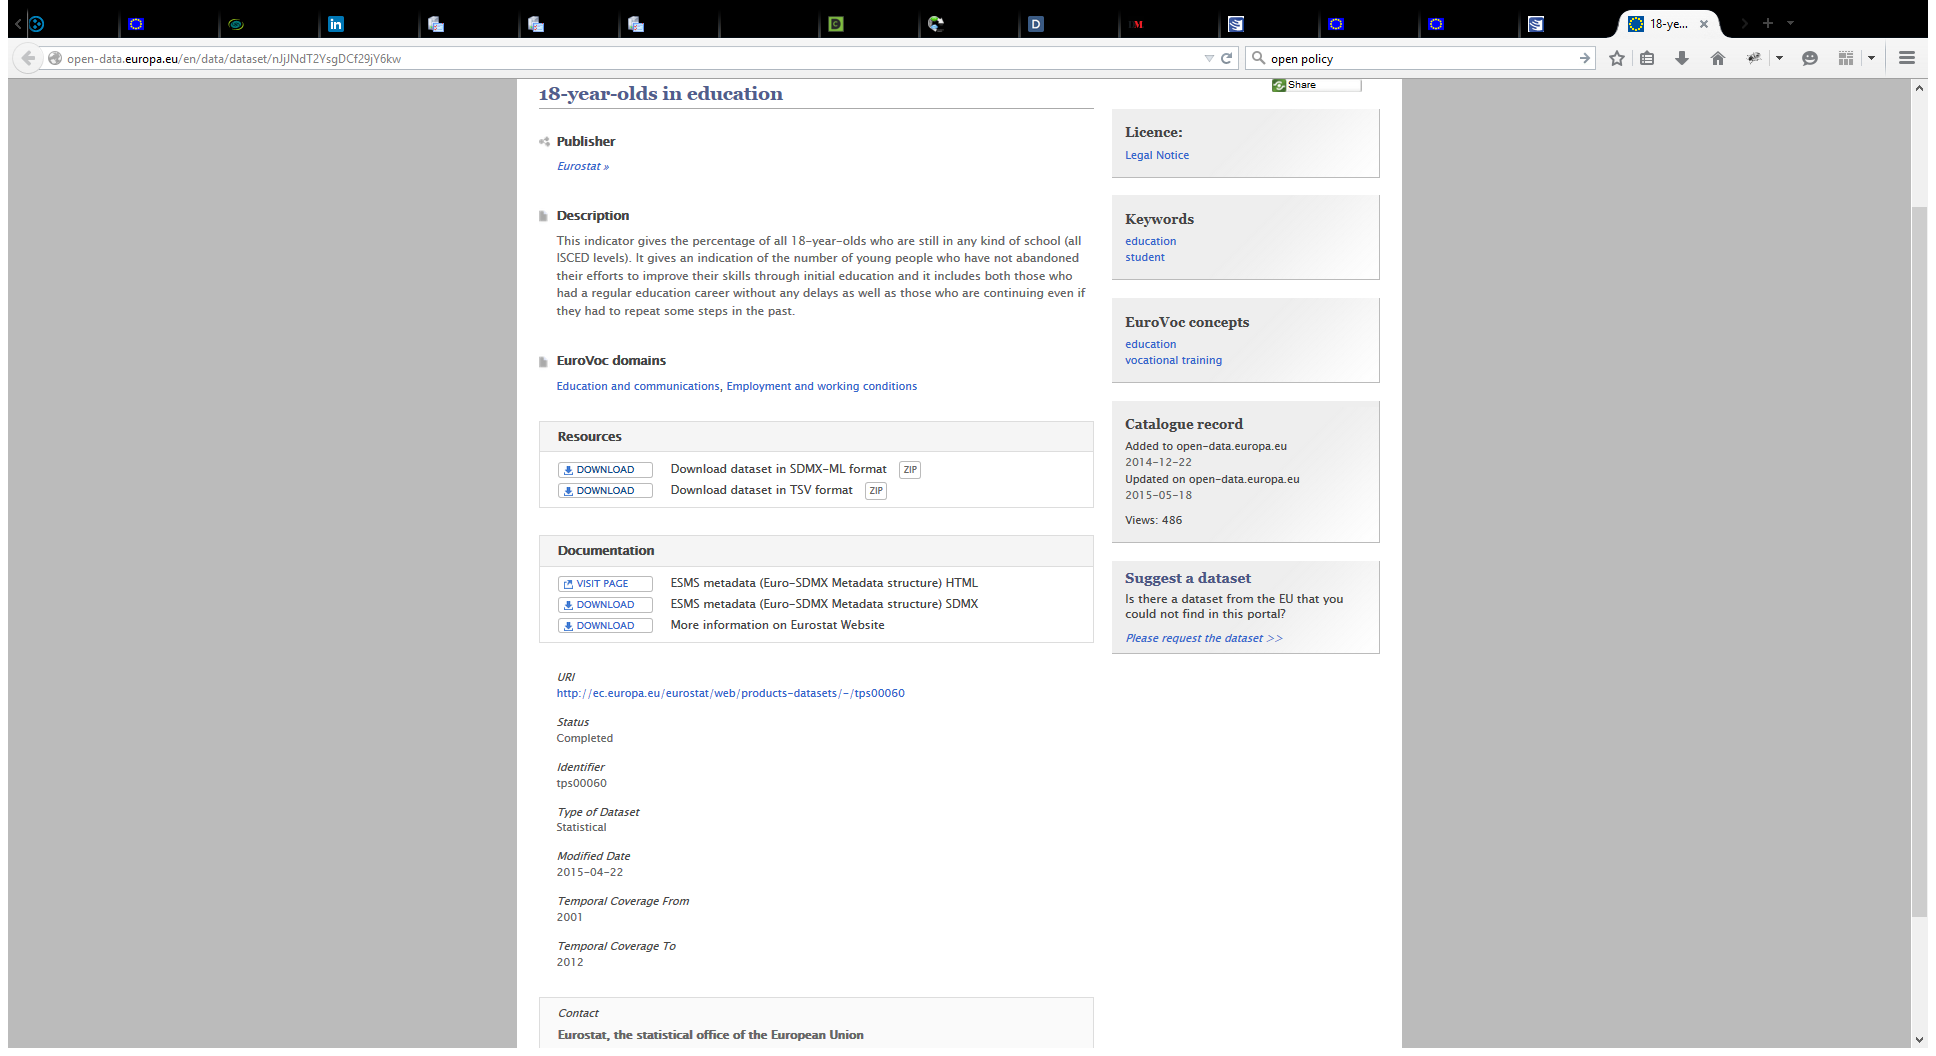 18-ye...
open-data.europa.eu/en/data/dataset/nJjJNdT2YsgDCf29jY6kw
open policy
18-year-olds in education
Publisher
Eurostat »
Description
This indicator gives the percentage of all 18-year-olds who are still in any kind of school (all
ISCED levels). It gives an indication of the number of young people who have not abandoned
their efforts to improve their skills through initial education and it includes both those who
had a regular education career without any delays as well as those who are continuing even if
they had to repeat some steps in the past.
EuroVoc domains
Education and communications, Employment and working conditions
Resources
DOWNLOAD Download dataset in SDMX-ML format ZIP
DOWNLOAD Download dataset in TSV format ZIP
Documentation
VISIT PAGE ESMS metadata (Euro-SDMX Metadata structure) HTML
DOWNLOAD ESMS metadata (Euro-SDMX Metadata structure) SDMX
DOWNLOAD More information on Eurostat Website
URI
http://ec.europa.eu/eurostat/web/products-datasets/-/tps00060
Status
Completed
Identifier
tps00060
Type of Dataset
Statistical
Modified Date
2015-04-22
Temporal Coverage From
2001
Temporal Coverage To
2012
Contact
Eurostat, the statistical office of the European Union
Share
Licence:
Legal Notice
Keywords
education
student
EuroVoc concepts
education
vocational training
Catalogue record
Added to open-data.europa.eu
2014-12-22
Updated on open-data.europa.eu
2015-05-18
Views: 486
Suggest a dataset
Is there a dataset from the EU that you
could not find in this portal?
Please request the dataset >>